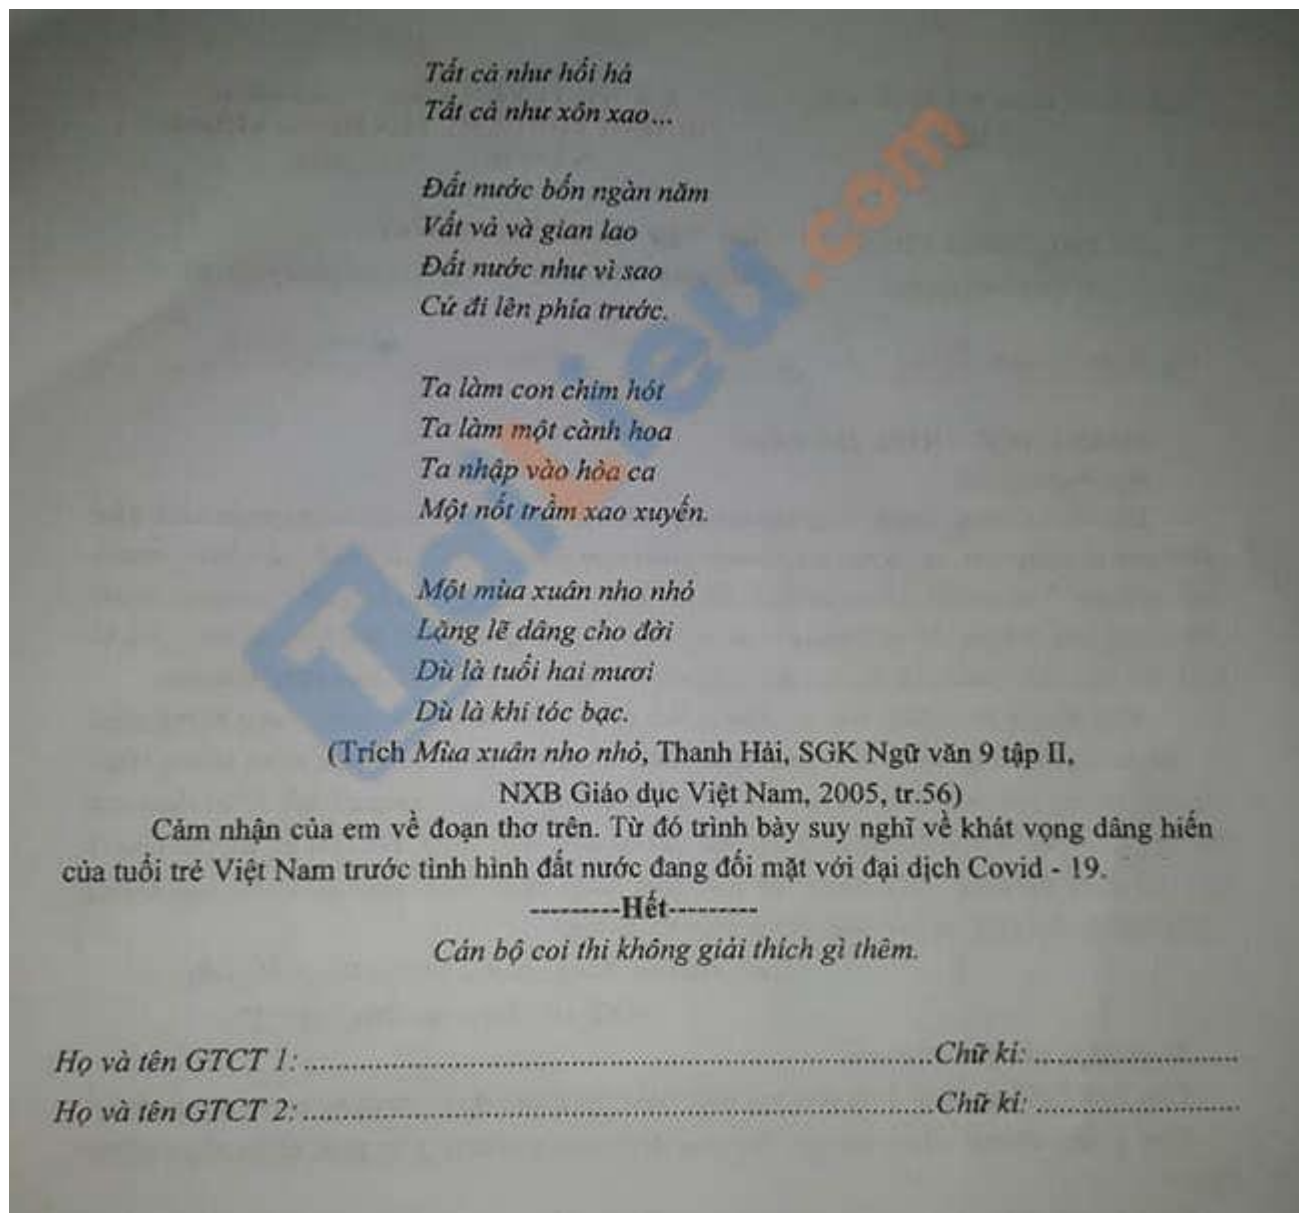 Tất cả như hối hả
Tất cả như xôn xao...
Đất nước bốn ngàn năm
Vất vả và gian lao
Đất nước như vì sao
Cứ đi lên phía trước.
Ta làm con chim hót
Ta làm một cành hoa
Ta nhập vào hòa ca
Một nốt trầm xao xuyến.
Một mùa xuân nho nhỏ
Lặng lẽ dâng cho đời
Dù là tuổi hai mươi
Dù là khi tóc bạc.
(Trích Mùa xuân nho nhỏ, Thanh Hải, SGK Ngữ văn 9 tập II,
NXB Giáo dục Việt Nam, 2005, tr.56)
Cảm nhận của em về đoạn thơ trên. Từ đó trình bày suy nghĩ về khát vọng dâng hiến
của tuổi trẻ Việt Nam trước tình hình đất nước đang đối mặt với đại dịch Covid - 19.
---------Hết---------
Cán bộ coi thi không giải thích gì thêm.
Họ và tên GTCT 1: ................................................................................Chữ kí: ..........................
Họ và tên GTCT 2: ................................................................................Chữ kí: ..........................
TaiLieu.com